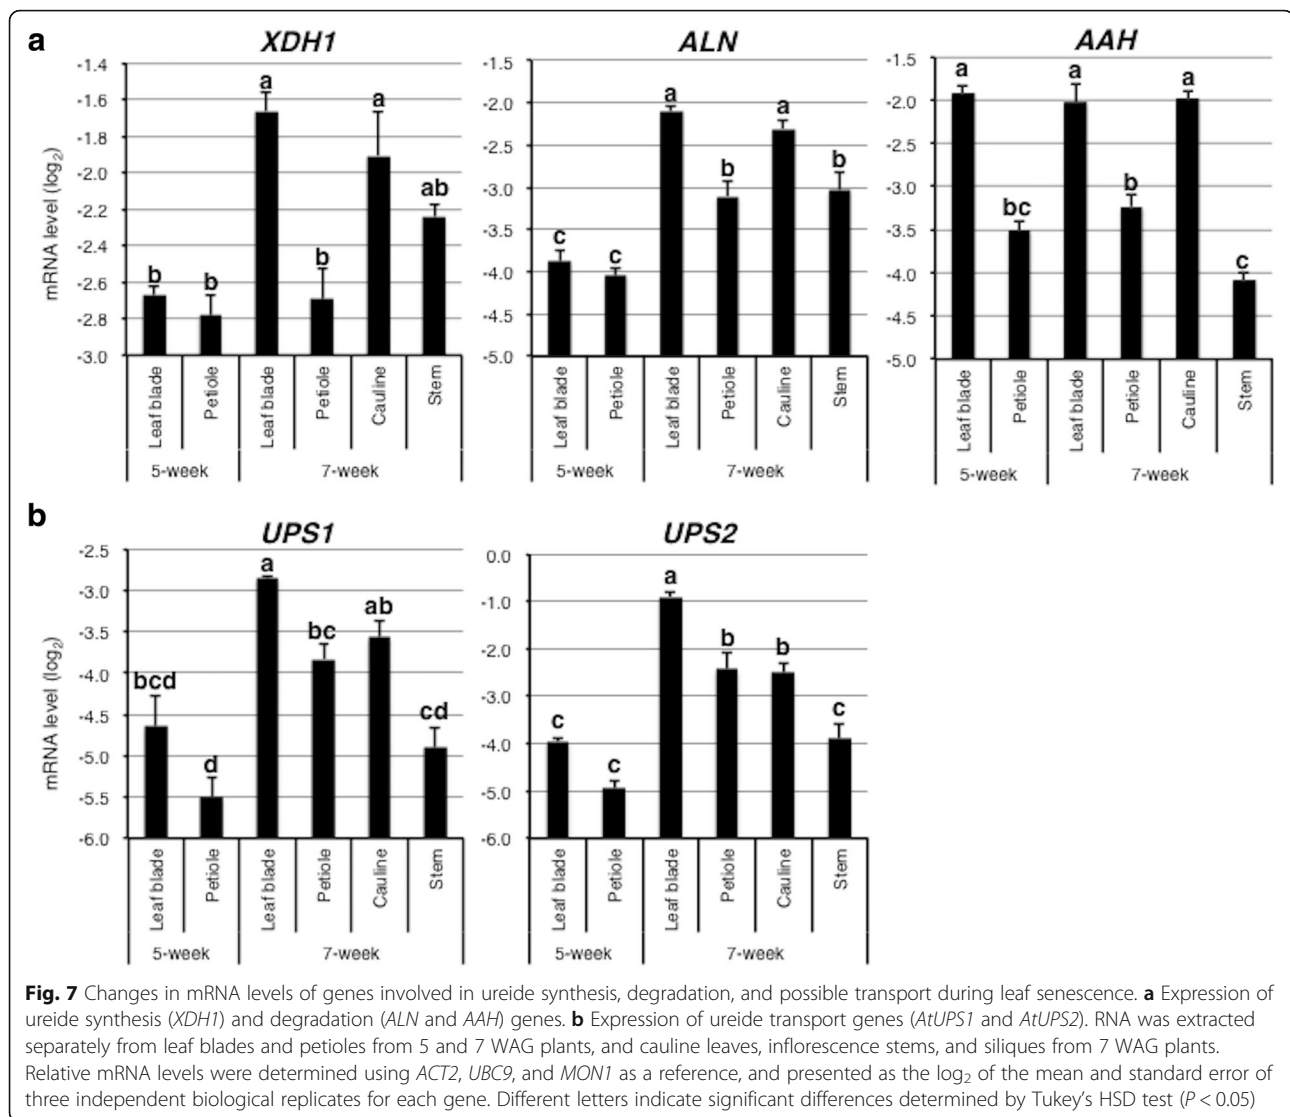 a
XDH1
ALN
AAH
mRNA level (log2)
-1.4
-1.6
-1.8
-2.0
-2.2
-2.4
-2.6
-2.8
-3.0
b
b
a
b
a
ab
Leaf blade
Petiole
Leaf blade
Petiole
Cauline
Stem
5-week
7-week
-1.5
-2.0
-2.5
-3.0
-3.5
-4.0
-4.5
-5.0
c
c
a
b
a
b
Leaf blade
Petiole
Leaf blade
Petiole
Cauline
Stem
5-week
7-week
-1.5
-2.0
-2.5
-3.0
-3.5
-4.0
-4.5
-5.0
a
bc
a
b
a
c
Leaf blade
Petiole
Leaf blade
Petiole
Cauline
Stem
5-week
7-week
b
UPS1
UPS2
mRNA level (log2)
-2.5
-3.0
-3.5
-4.0
-4.5
-5.0
-5.5
-6.0
bcd
d
a
bc
ab
cd
Leaf blade
Petiole
Leaf blade
Petiole
Cauline
Stem
5-week
7-week
0.0
-1.0
-2.0
-3.0
-4.0
-5.0
-6.0
c
c
a
b
b
c
Leaf blade
Petiole
Leaf blade
Petiole
Cauline
Stem
5-week
7-week
Fig. 7 Changes in mRNA levels of genes involved in ureide synthesis, degradation, and possible transport during leaf senescence. a Expression of
ureide synthesis (XDH1) and degradation (ALN and AAH) genes. b Expression of ureide transport genes (AtUPS1 and AtUPS2). RNA was extracted
separately from leaf blades and petioles from 5 and 7 WAG plants, and cauline leaves, inflorescence stems, and siliques from 7 WAG plants.
Relative mRNA levels were determined using ACT2, UBC9, and MON1 as a reference, and presented as the log2 of the mean and standard error of
three independent biological replicates for each gene. Different letters indicate significant differences determined by Tukey's HSD test (P < 0.05)